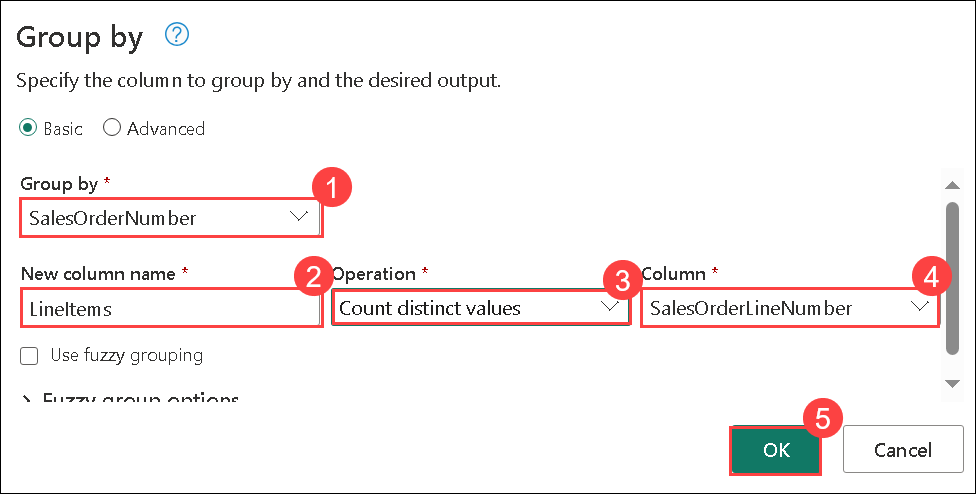 Group by ?
Specify the column to group by and the desired output.
Basic Advanced
Group by * 1
SalesOrderNumber
New column name * 2 Operation * 3 Column * 4
LineItems Count distinct values SalesOrderLineNumber
Use fuzzy grouping
Fuzzy group options
5
OK Cancel